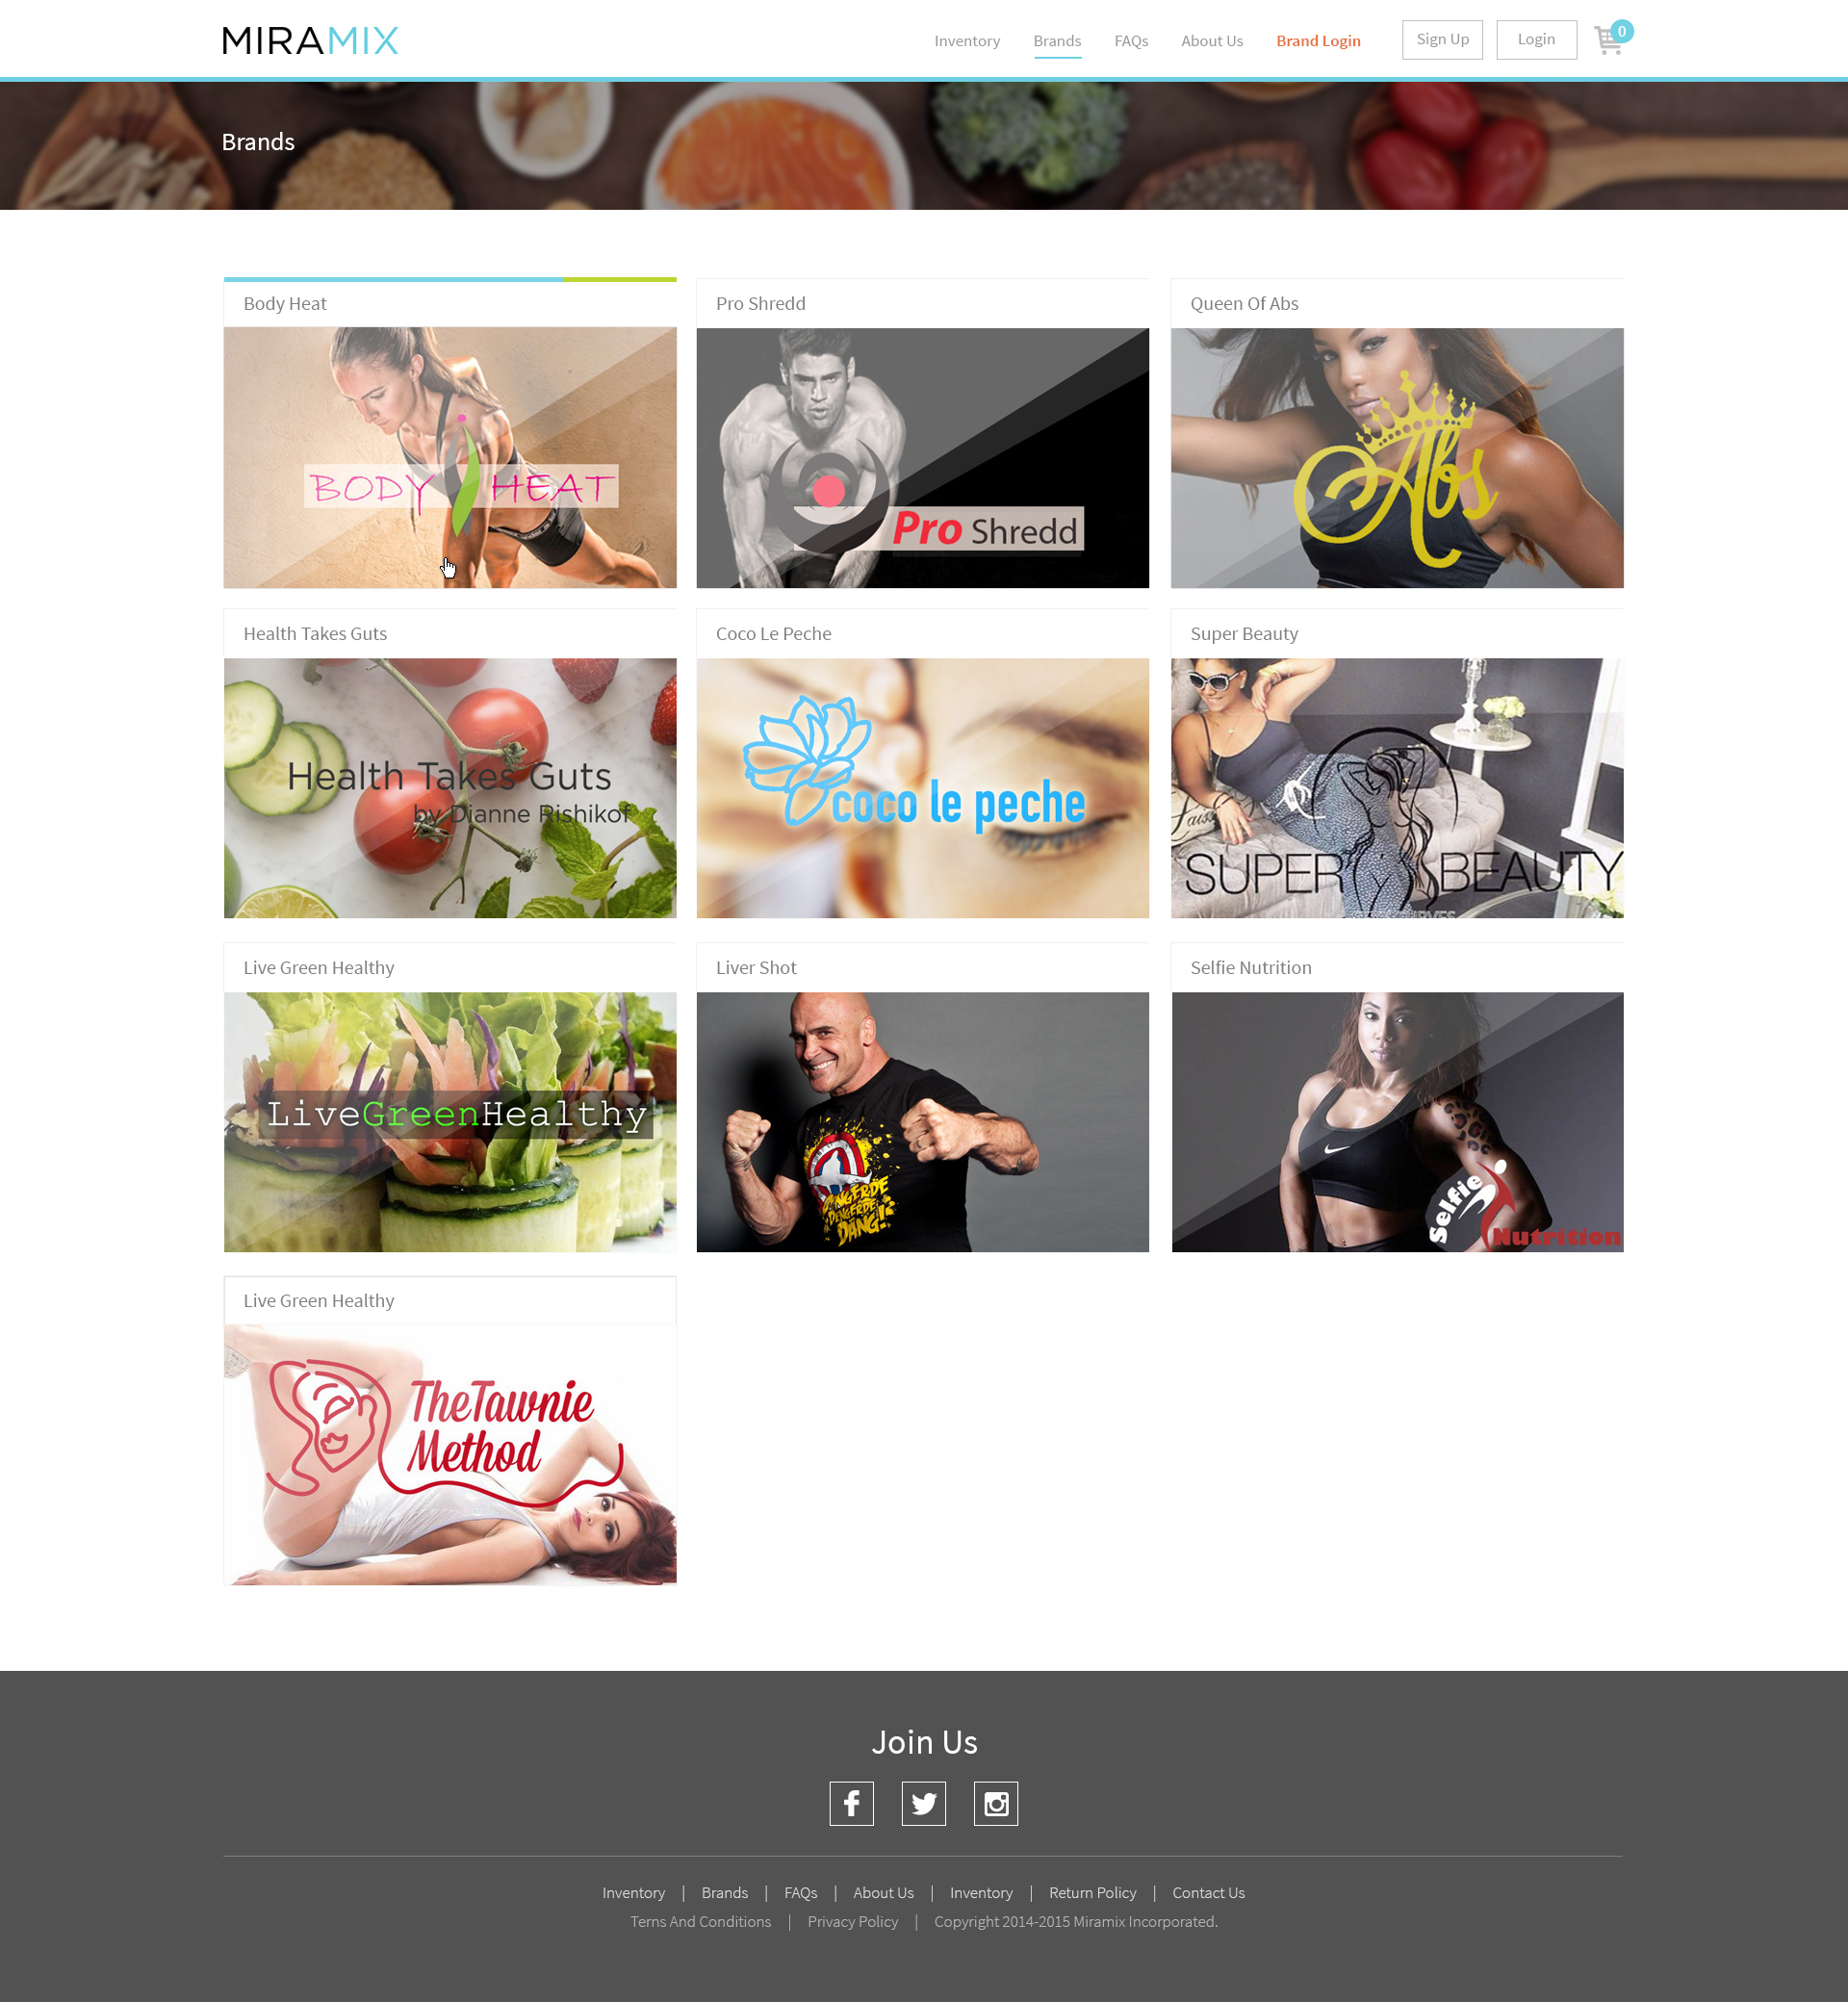 MIRAMIX
Inventory Brands FAQs About Us Brand Login Sign Up Login 0
Brands
Body Heat
BODY HEAT
Pro Shredd
Pro Shredd
Queen Of Abs
Abs
Health Takes Guts
Health Takes Guts
by Dianne Rishikof
Coco Le Peche
coco le peche
Super Beauty
SUPER BEAUTY
Live Green Healthy
LiveGreenHealthy
Liver Shot
DANG!
Selfie Nutrition
Selfie
Nutrition
Live Green Healthy
TheTawnie
Method
Join Us
Inventory | Brands | FAQs | About Us | Inventory | Return Policy | Contact Us
Terns And Conditions | Privacy Policy | Copyright 2014-2015 Miramix Incorporated.